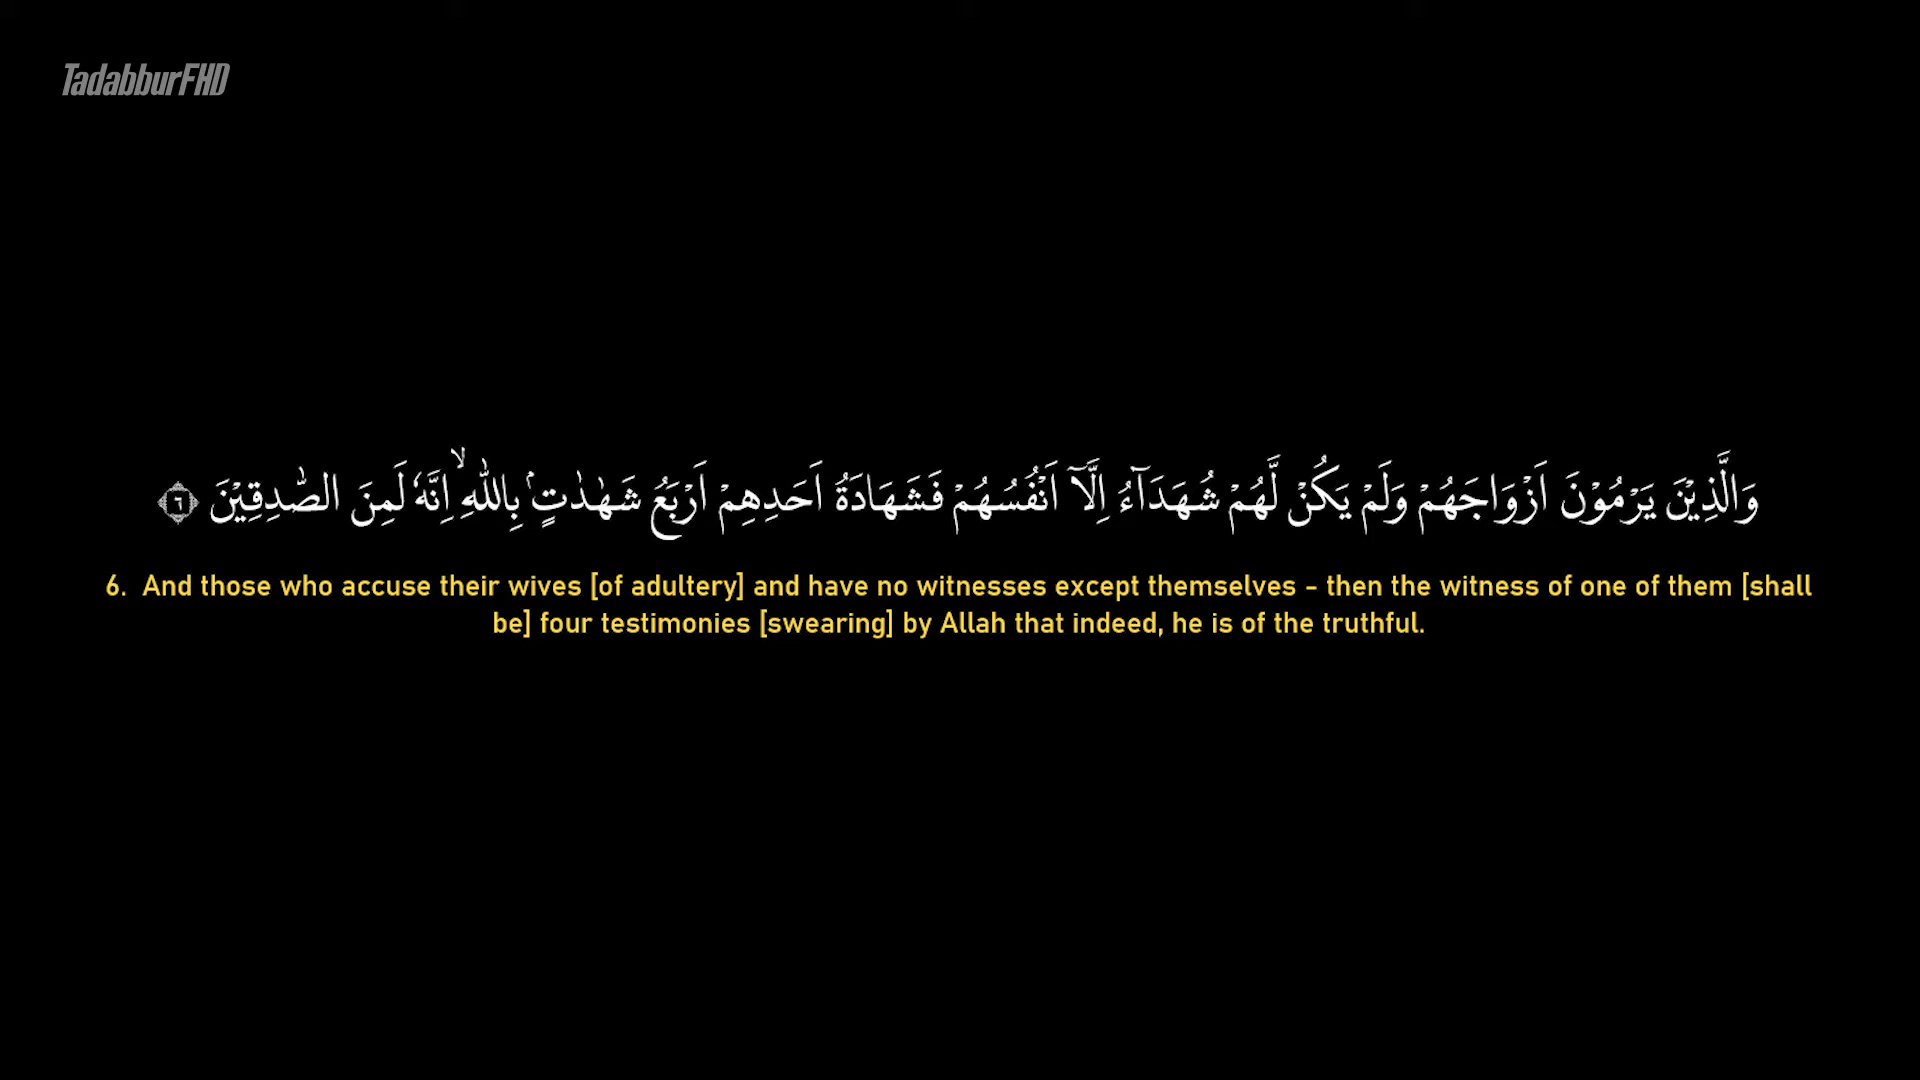 TadabburFHD
وَالَّذِيْنَ يَرْمُوْنَ اَزْوَاجَهُمْ وَلَمْ يَكُنْ لَّهُمْ شُهَدَآءُ اِلَّآ اَنْفُسُهُمْ فَشَهَادَةُ اَحَدِهِمْ اَرْبَعُ شَهٰدٰتٍۢ بِاللّٰهِ ۙاِنَّهٗ لَمِنَ الصّٰدِقِيْنَ ٦
6. And those who accuse their wives [of adultery] and have no witnesses except themselves - then the witness of one of them [shall
be] four testimonies [swearing] by Allah that indeed, he is of the truthful.